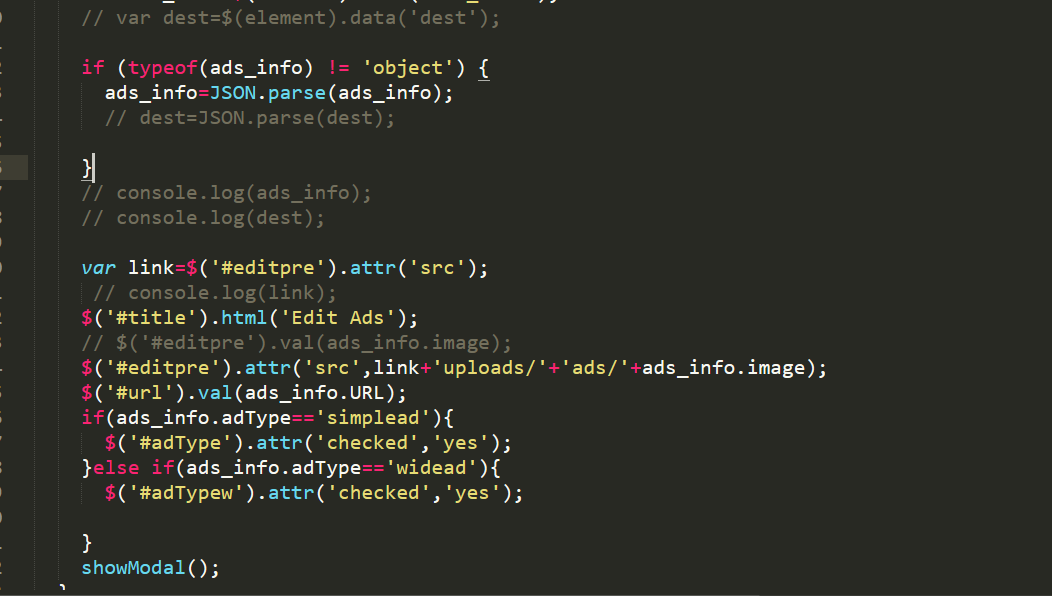 // var dest=$(element).data('dest');
if (typeof(ads_info) != 'object') {
ads_info=JSON.parse(ads_info);
// dest=JSON.parse(dest);
}
// console.log(ads_info);
// console.log(dest);
var link=$('#editpre').attr('src');
// console.log(link);
$('#title').html('Edit Ads');
// $('#editpre').val(ads_info.image);
$('#editpre').attr('src',link+'uploads/'+'ads/'+ads_info.image);
$('#url').val(ads_info.URL);
if(ads_info.adType=='simplead'){
$('#adType').attr('checked','yes');
}else if(ads_info.adType=='widead'){
$('#adTypew').attr('checked','yes');
}
showModal();